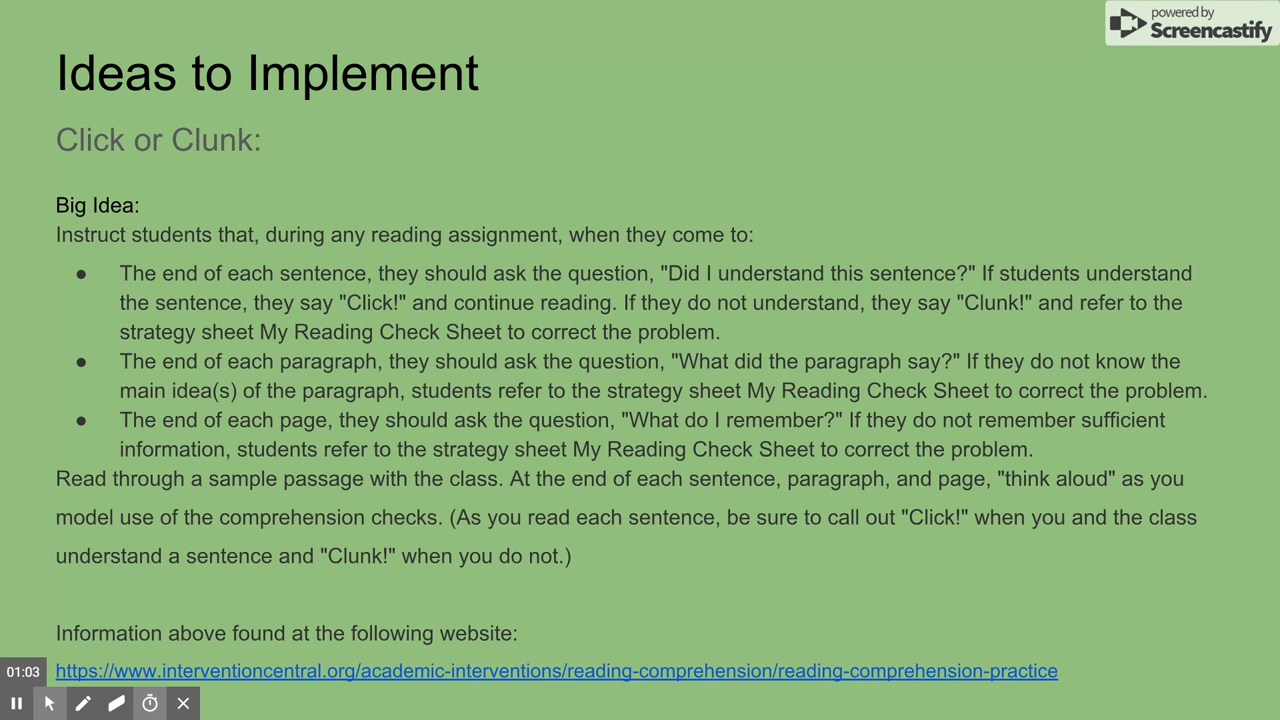 powered by
Screencastify
Ideas to Implement
Click or Clunk:
Big Idea:
Instruct students that, during any reading assignment, when they come to:
● The end of each sentence, they should ask the question, "Did I understand this sentence?" If students understand
the sentence, they say "Click!" and continue reading. If they do not understand, they say "Clunk!" and refer to the
strategy sheet My Reading Check Sheet to correct the problem.
● The end of each paragraph, they should ask the question, "What did the paragraph say?" If they do not know the
main idea(s) of the paragraph, students refer to the strategy sheet My Reading Check Sheet to correct the problem.
● The end of each page, they should ask the question, "What do I remember?" If they do not remember sufficient
information, students refer to the strategy sheet My Reading Check Sheet to correct the problem.
Read through a sample passage with the class. At the end of each sentence, paragraph, and page, "think aloud" as you
model use of the comprehension checks. (As you read each sentence, be sure to call out "Click!" when you and the class
understand a sentence and "Clunk!" when you do not.)
Information above found at the following website:
https://www.interventioncentral.org/academic-interventions/reading-comprehension/reading-comprehension-practice
01:03